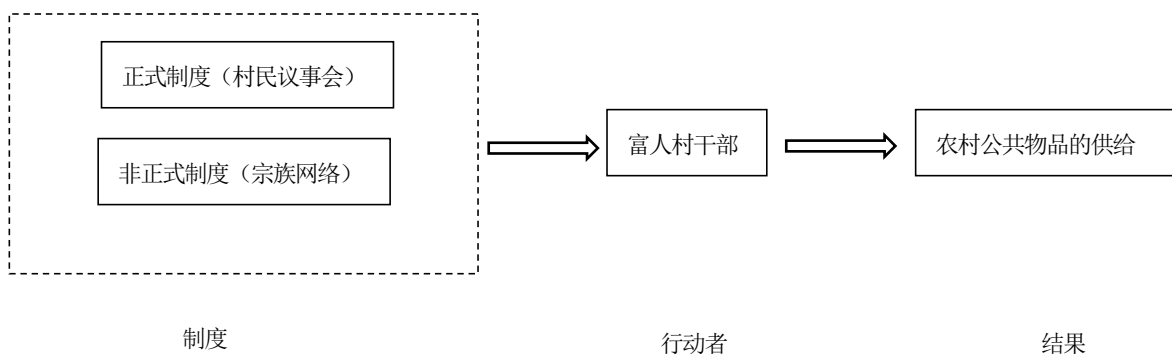 正式制度（村民议事会）
非正式制度（宗族网络）
富人村干部
农村公共物品的供给
制度
行动者
结果